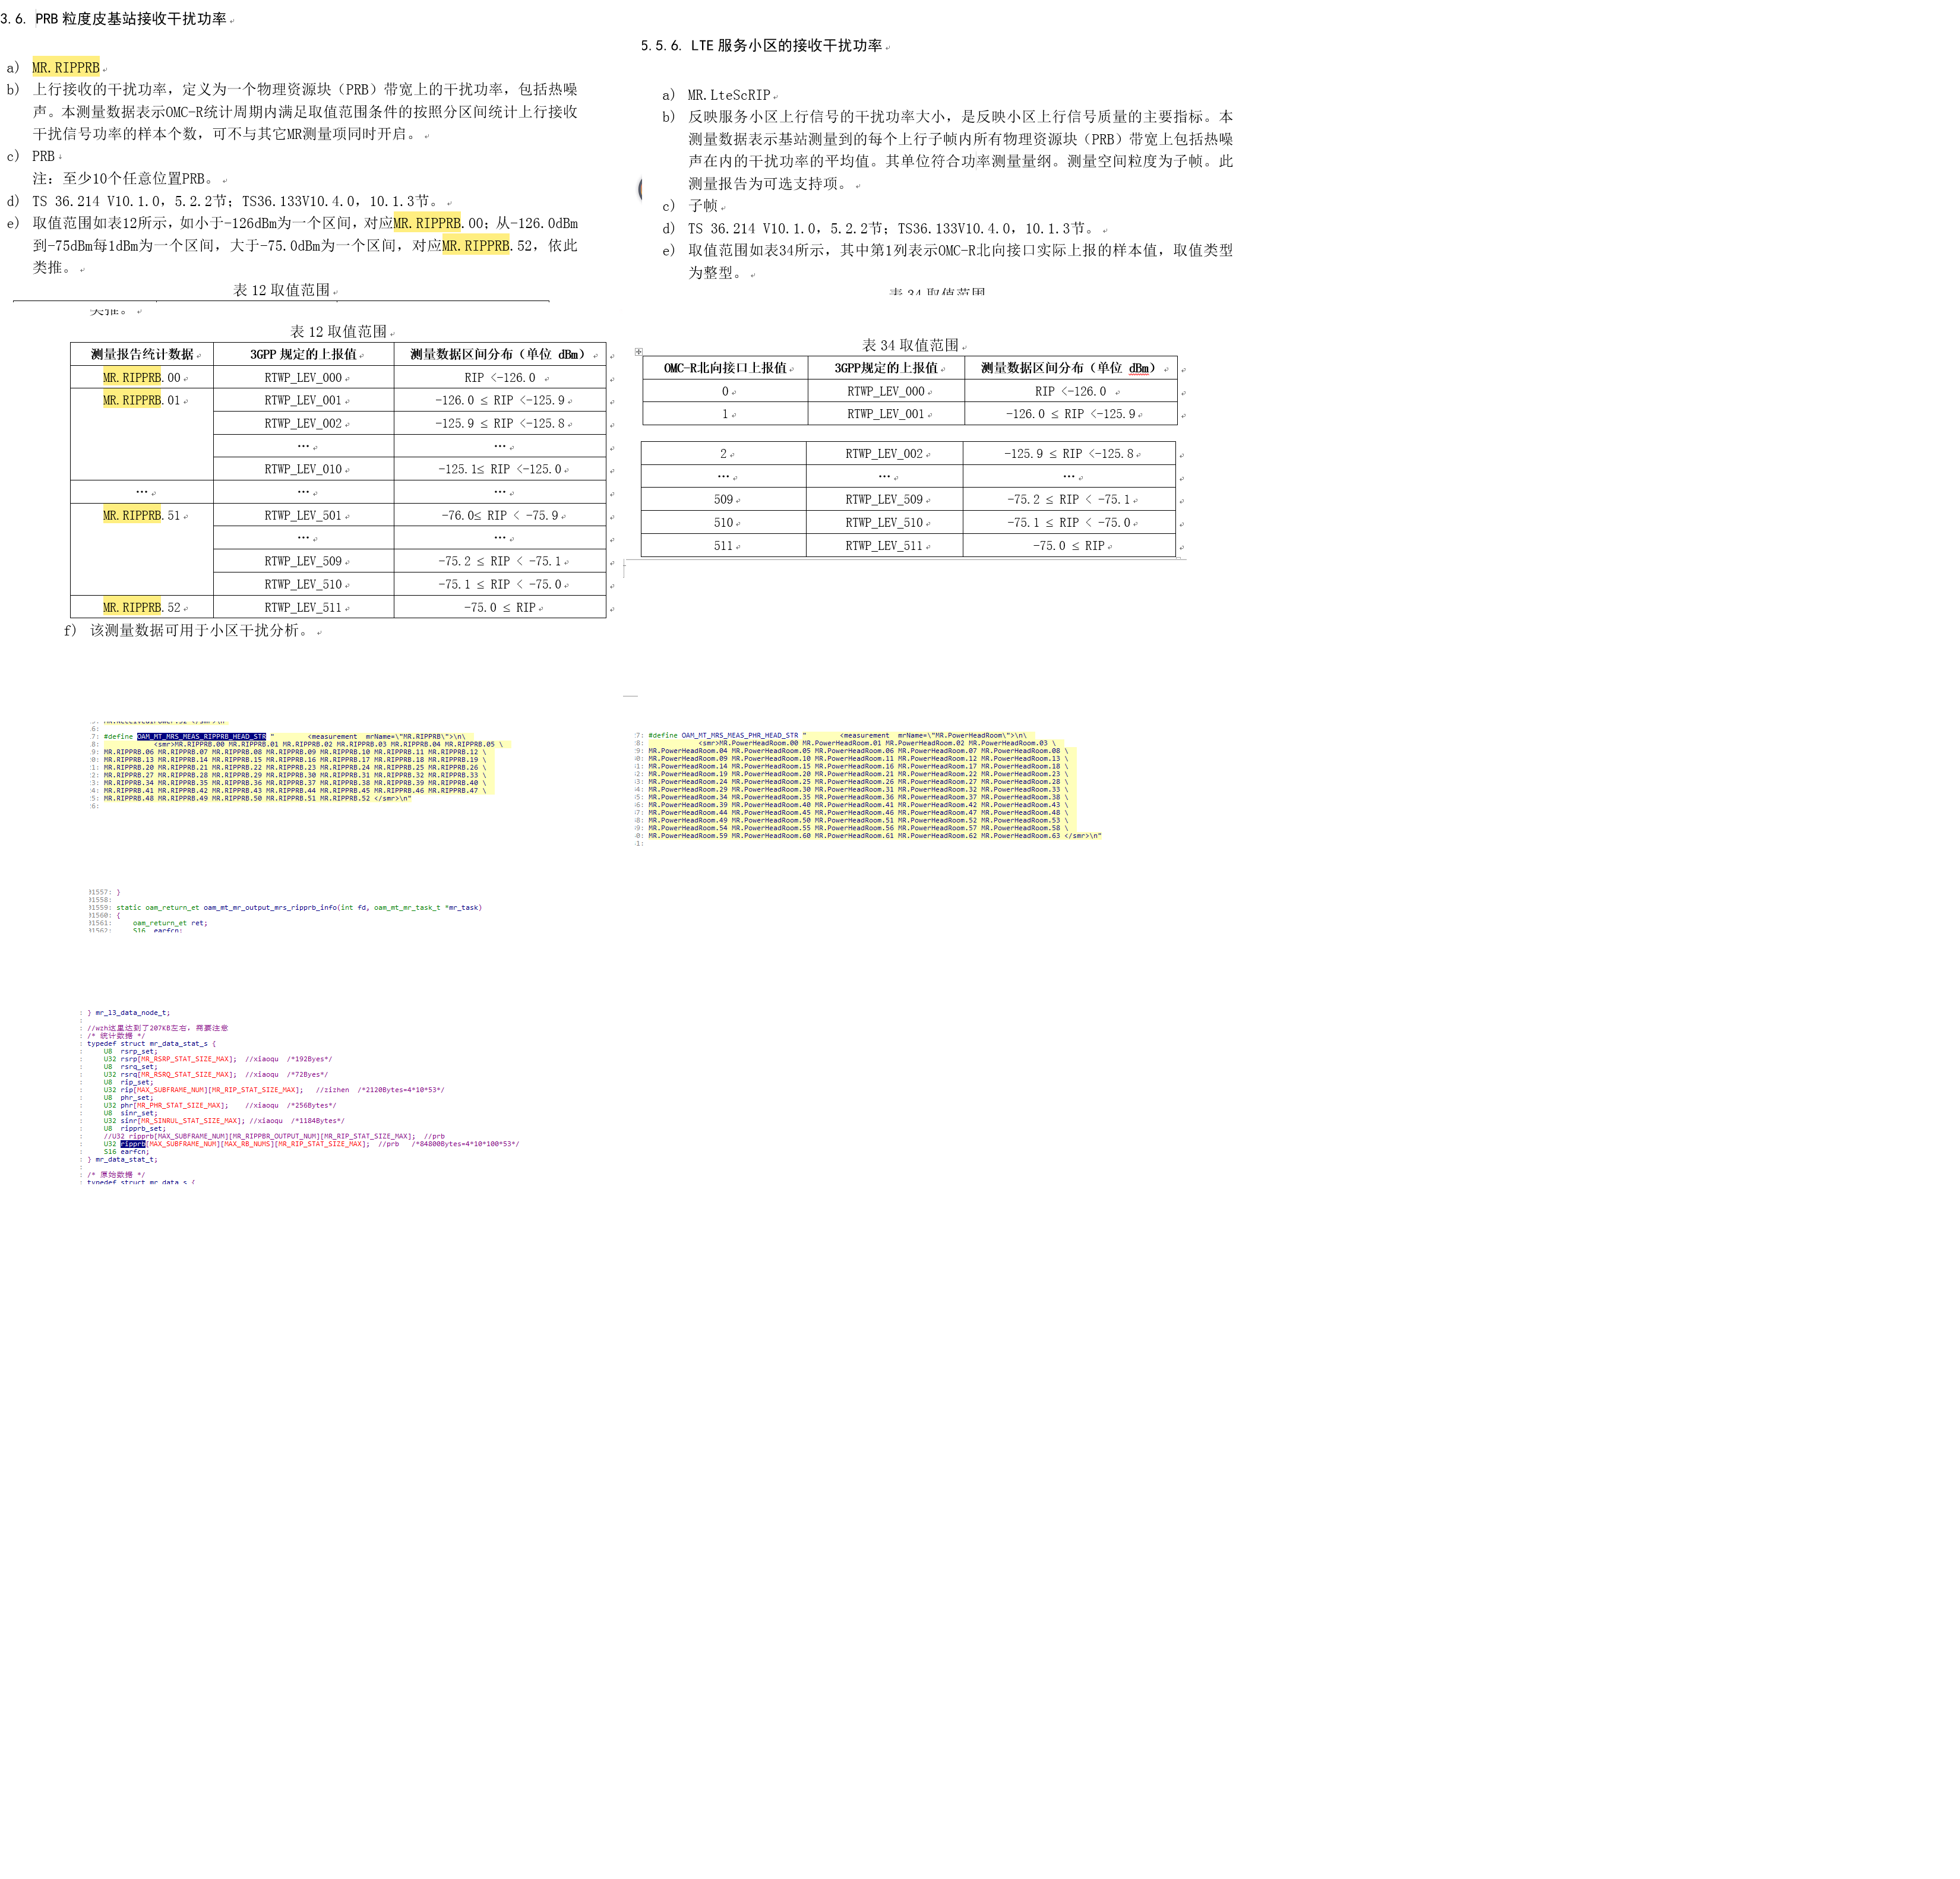 3.6. PRB 粒度皮基站接收干扰功率
a) MR.RIPPRB
b) 上行接收的干扰功率，定义为一个物理资源块（PRB）带宽上的干扰功率，包括热噪
声。本测量数据表示OMC-R统计周期内满足取值范围条件的按照分区间统计上行接收
干扰信号功率的样本个数，可不与其它MR测量项同时开启。
c) PRB
注：至少10个任意位置PRB。
d) TS 36.214 V10.1.0，5.2.2节；TS36.133V10.4.0，10.1.3节。
e) 取值范围如表12所示，如小于-126dBm为一个区间，对应MR.RIPPRB.00；从-126.0dBm
到-75dBm每1dBm为一个区间，大于-75.0dBm为一个区间，对应MR.RIPPRB.52，依此
类推。
表 12 取值范围
类推。
表 12 取值范围
测量报告统计数据 3GPP 规定的上报值 测量数据区间分布（单位 dBm）
MR.RIPPRB.00 RTWP_LEV_000 RIP <-126.0
MR.RIPPRB.01 RTWP_LEV_001 -126.0 ≤ RIP <-125.9
RTWP_LEV_002 -125.9 ≤ RIP <-125.8
… …
RTWP_LEV_010 -125.1≤ RIP <-125.0
… … …
MR.RIPPRB.51 RTWP_LEV_501 -76.0≤ RIP < -75.9
… …
RTWP_LEV_509 -75.2 ≤ RIP < -75.1
RTWP_LEV_510 -75.1 ≤ RIP < -75.0
MR.RIPPRB.52 RTWP_LEV_511 -75.0 ≤ RIP
f) 该测量数据可用于小区干扰分析。
5.5.6. LTE 服务小区的接收干扰功率
a) MR.LteScRIP
b) 反映服务小区上行信号的干扰功率大小，是反映小区上行信号质量的主要指标。本
测量数据表示基站测量到的每个上行子帧内所有物理资源块（PRB）带宽上包括热噪
声在内的干扰功率的平均值。其单位符合功率测量量纲。测量空间粒度为子帧。此
测量报告为可选支持项。
c) 子帧
d) TS 36.214 V10.1.0，5.2.2节；TS36.133V10.4.0，10.1.3节。
e) 取值范围如表34所示，其中第1列表示OMC-R北向接口实际上报的样本值，取值类型
为整型。
表 34 取值范围
表 34 取值范围
OMC-R北向接口上报值 3GPP规定的上报值 测量数据区间分布（单位 dBm）
0 RTWP_LEV_000 RIP <-126.0
1 RTWP_LEV_001 -126.0 ≤ RIP <-125.9
2 RTWP_LEV_002 -125.9 ≤ RIP <-125.8
… … …
509 RTWP_LEV_509 -75.2 ≤ RIP < -75.1
510 RTWP_LEV_510 -75.1 ≤ RIP < -75.0
511 RTWP_LEV_511 -75.0 ≤ RIP
6:
7: #define OAM_MT_MRS_MEAS_RIPPRB_HEAD_STR " <measurement mrName=\"MR.RIPPRB\">\n\
8: <smr>MR.RIPPRB.00 MR.RIPPRB.01 MR.RIPPRB.02 MR.RIPPRB.03 MR.RIPPRB.04 MR.RIPPRB.05 \
9: MR.RIPPRB.06 MR.RIPPRB.07 MR.RIPPRB.08 MR.RIPPRB.09 MR.RIPPRB.10 MR.RIPPRB.11 MR.RIPPRB.12 \
0: MR.RIPPRB.13 MR.RIPPRB.14 MR.RIPPRB.15 MR.RIPPRB.16 MR.RIPPRB.17 MR.RIPPRB.18 MR.RIPPRB.19 \
1: MR.RIPPRB.20 MR.RIPPRB.21 MR.RIPPRB.22 MR.RIPPRB.23 MR.RIPPRB.24 MR.RIPPRB.25 MR.RIPPRB.26 \
2: MR.RIPPRB.27 MR.RIPPRB.28 MR.RIPPRB.29 MR.RIPPRB.30 MR.RIPPRB.31 MR.RIPPRB.32 MR.RIPPRB.33 \
3: MR.RIPPRB.34 MR.RIPPRB.35 MR.RIPPRB.36 MR.RIPPRB.37 MR.RIPPRB.38 MR.RIPPRB.39 MR.RIPPRB.40 \
4: MR.RIPPRB.41 MR.RIPPRB.42 MR.RIPPRB.43 MR.RIPPRB.44 MR.RIPPRB.45 MR.RIPPRB.46 MR.RIPPRB.47 \
5: MR.RIPPRB.48 MR.RIPPRB.49 MR.RIPPRB.50 MR.RIPPRB.51 MR.RIPPRB.52 </smr>\n"
6:
7: #define OAM_MT_MRS_MEAS_PHR_HEAD_STR " <measurement mrName=\"MR.PowerHeadRoom\">\n\
8: <smr>MR.PowerHeadRoom.00 MR.PowerHeadRoom.01 MR.PowerHeadRoom.02 MR.PowerHeadRoom.03 \
9: MR.PowerHeadRoom.04 MR.PowerHeadRoom.05 MR.PowerHeadRoom.06 MR.PowerHeadRoom.07 MR.PowerHeadRoom.08 \
0: MR.PowerHeadRoom.09 MR.PowerHeadRoom.10 MR.PowerHeadRoom.11 MR.PowerHeadRoom.12 MR.PowerHeadRoom.13 \
1: MR.PowerHeadRoom.14 MR.PowerHeadRoom.15 MR.PowerHeadRoom.16 MR.PowerHeadRoom.17 MR.PowerHeadRoom.18 \
2: MR.PowerHeadRoom.19 MR.PowerHeadRoom.20 MR.PowerHeadRoom.21 MR.PowerHeadRoom.22 MR.PowerHeadRoom.23 \
3: MR.PowerHeadRoom.24 MR.PowerHeadRoom.25 MR.PowerHeadRoom.26 MR.PowerHeadRoom.27 MR.PowerHeadRoom.28 \
4: MR.PowerHeadRoom.29 MR.PowerHeadRoom.30 MR.PowerHeadRoom.31 MR.PowerHeadRoom.32 MR.PowerHeadRoom.33 \
5: MR.PowerHeadRoom.34 MR.PowerHeadRoom.35 MR.PowerHeadRoom.36 MR.PowerHeadRoom.37 MR.PowerHeadRoom.38 \
6: MR.PowerHeadRoom.39 MR.PowerHeadRoom.40 MR.PowerHeadRoom.41 MR.PowerHeadRoom.42 MR.PowerHeadRoom.43 \
7: MR.PowerHeadRoom.44 MR.PowerHeadRoom.45 MR.PowerHeadRoom.46 MR.PowerHeadRoom.47 MR.PowerHeadRoom.48 \
8: MR.PowerHeadRoom.49 MR.PowerHeadRoom.50 MR.PowerHeadRoom.51 MR.PowerHeadRoom.52 MR.PowerHeadRoom.53 \
9: MR.PowerHeadRoom.54 MR.PowerHeadRoom.55 MR.PowerHeadRoom.56 MR.PowerHeadRoom.57 MR.PowerHeadRoom.58 \
0: MR.PowerHeadRoom.59 MR.PowerHeadRoom.60 MR.PowerHeadRoom.61 MR.PowerHeadRoom.62 MR.PowerHeadRoom.63 </smr>\n"
1:
1557: }
1558:
1559: static oam_return_et oam_mt_mr_output_mrs_ripprb_info(int fd, oam_mt_mr_task_t *mr_task)
1560: {
1561: oam_return_et ret;
1562: S16 earfcn;
: } mr_l3_data_node_t;
:
: //wzh这里达到了207KB左右，需要注意
: /* 统计数据 */
: typedef struct mr_data_stat_s {
: U8 rsrp_set;
: U32 rsrp[MR_RSRP_STAT_SIZE_MAX]; //xiaoqu /*192Byes*/
: U8 rsrq_set;
: U32 rsrq[MR_RSRQ_STAT_SIZE_MAX]; //xiaoqu /*72Byes*/
: U8 rip_set;
: U32 rip[MAX_SUBFRAME_NUM][MR_RIP_STAT_SIZE_MAX]; //zizhen /*2120Bytes=4*10*53*/
: U8 phr_set;
: U32 phr[MR_PHR_STAT_SIZE_MAX]; //xiaoqu /*256Bytes*/
: U8 sinr_set;
: U32 sinr[MR_SINRUL_STAT_SIZE_MAX]; //xiaoqu /*1184Bytes*/
: U8 ripprb_set;
: //U32 ripprb[MAX_SUBFRAME_NUM][MR_RIPPBR_OUTPUT_NUM][MR_RIP_STAT_SIZE_MAX]; //prb
: U32 ripprb[MAX_SUBFRAME_NUM][MAX_RB_NUMS][MR_RIP_STAT_SIZE_MAX]; //prb /*84800Bytes=4*10*100*53*/
: S16 earfcn;
: } mr_data_stat_t;
:
: /* 原始数据 */
: typedef struct mr_data_s {